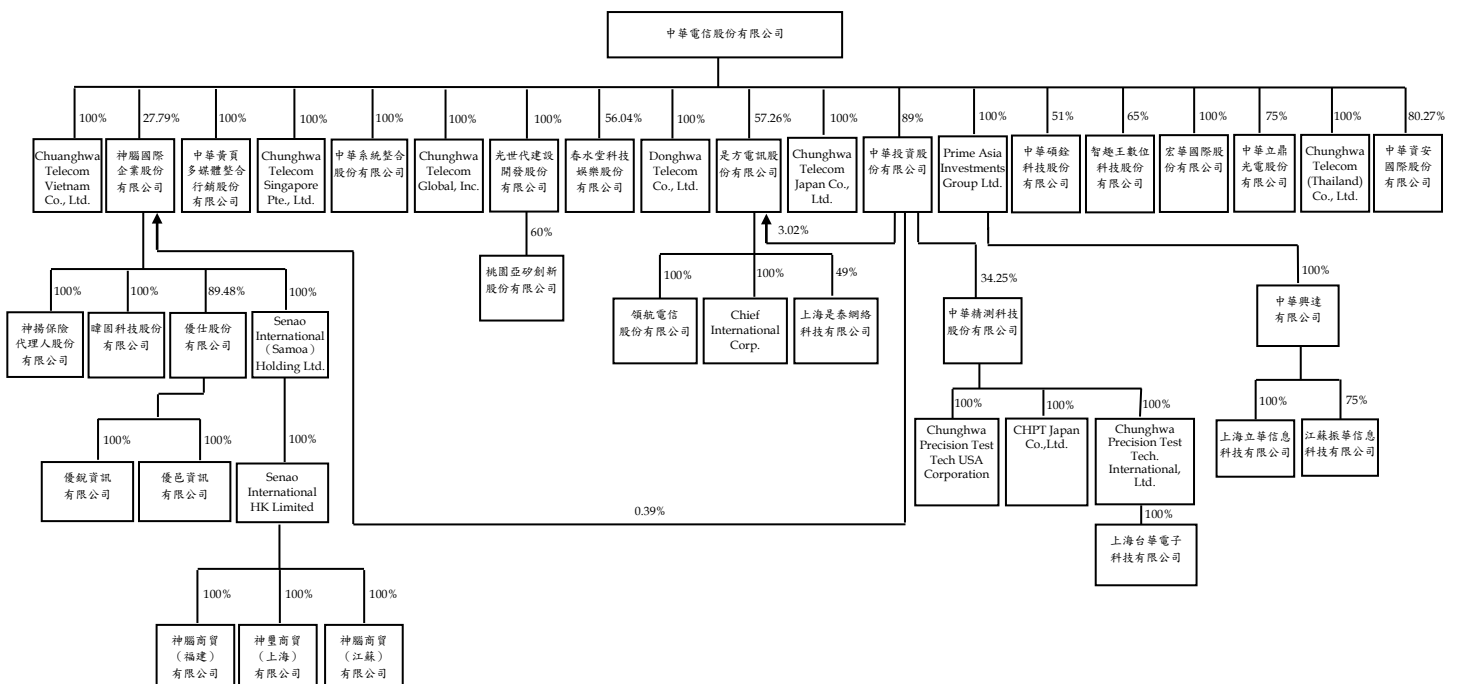 中華電信股份有限公司
100%
27.79%
100%
100%
100%
100%
100%
56.04%
100%
57.26%
100%
89%
100%
51%
65%
100%
75%
100%
80.27%
Chuanghwa
Telecom
Vietnam
Co., Ltd.
神腦國際
企業股份
有限公司
中華黃頁
多媒體整合
行銷股份
有限公司
Chunghwa
Telecom
Singapore
Pte., Ltd.
中華系統整合
股份有限公司
Chunghwa
Telecom
Global, Inc.
光世代建設
開發股份
有限公司
春水堂科技
娛樂股份
有限公司
Donghwa
Telecom
Co., Ltd.
是方電訊股
份有限公司
Chunghwa
Telecom
Japan Co.,
Ltd.
中華投資股
份有限公司
Prime Asia
Investments
Group Ltd.
中華碩銓
科技股份
有限公司
智趣王數位
科技股份
有限公司
宏華國際股
份有限公司
中華立鼎
光電股份
有限公司
Chunghwa
Telecom
(Thailand)
Co., Ltd.
中華資安
國際股份
有限公司
60%
3.02%
桃園亞矽創新
股份有限公司
100%
100%
49%
34.25%
100%
領航電信
股份有限公司
Chief
International
Corp.
上海是泰網絡
科技有限公司
中華精測科技
股份有限公司
中華興達
有限公司
100%
100%
89.48%
100%
神揚保險
代理人股份
有限公司
暐固科技股份
有限公司
優仕股份
有限公司
Senao
International
（Samoa）
Holding Ltd.
100%
100%
100%
100%
75%
Chunghwa
Precision Test
Tech USA
Corporation
CHPT Japan
Co.,Ltd.
Chunghwa
Precision Test
Tech.
International,
Ltd.
上海立華信息
科技有限公司
江蘇振華信息
科技有限公司
100%
100%
100%
優銳資訊
有限公司
優邑資訊
有限公司
Senao
International
HK Limited
0.39%
100%
上海台華電子
科技有限公司
100%
100%
100%
神腦商貿
（福建）
有限公司
神璽商貿
（上海）
有限公司
神腦商貿
（江蘇）
有限公司